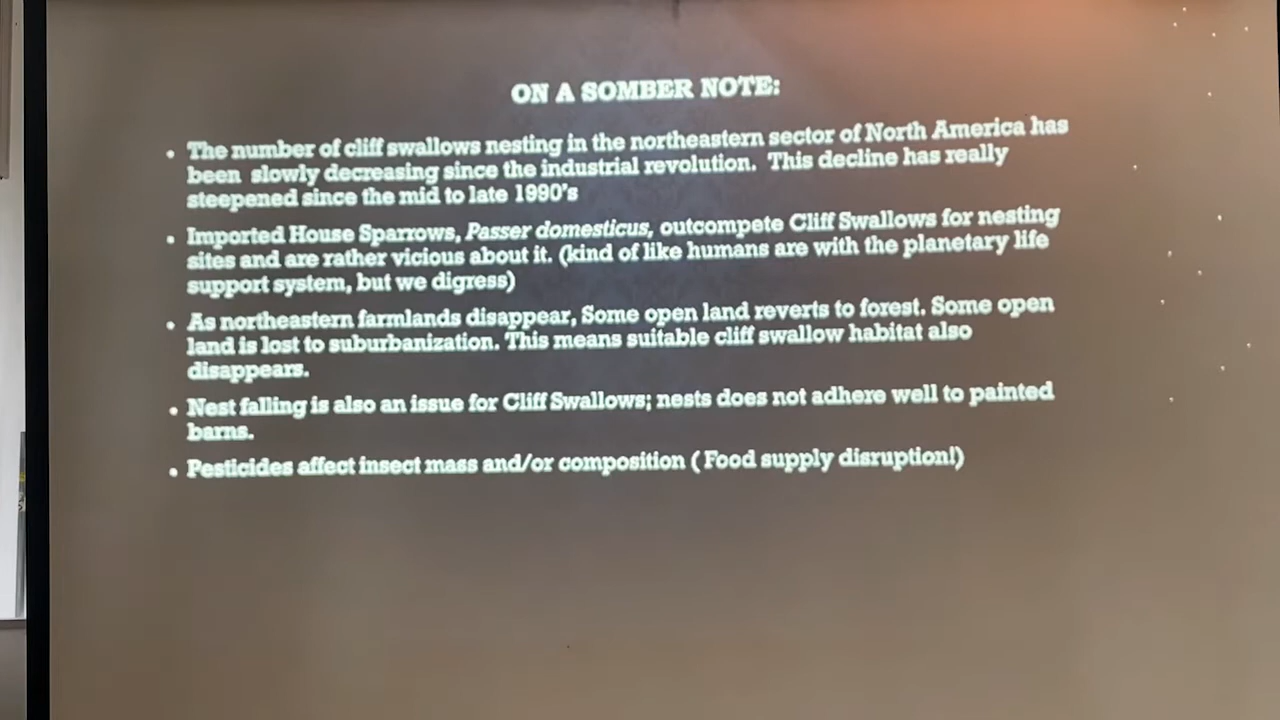 ON A SOMBER NOTE:
• The number of cliff swallows nesting in the northeastern sector of North America has
been slowly decreasing since the industrial revolution. This decline has really
steepened since the mid to late 1990's
• Imported House Sparrows, Passer domesticus, outcompete Cliff Swallows for nesting
sites and are rather vicious about it. (kind of like humans are with the planetary life
support system, but we digress)
• As northeastern farmlands disappear, Some open land reverts to forest. Some open
land is lost to suburbanization. This means suitable cliff swallow habitat also
disappears.
• Nest falling is also an issue for Cliff Swallows; nests does not adhere well to painted
barns.
• Pesticides affect insect mass and/or composition ( Food supply disruption!)